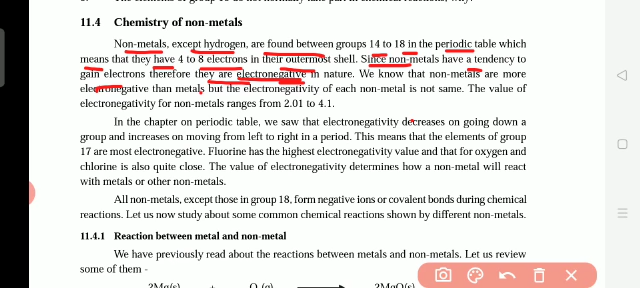 11.4 Chemistry of non-metals
Non-metals, except hydrogen, are found between groups 14 to 18 in the periodic table which
means that they have 4 to 8 electrons in their outermost shell. Since non-metals have a tendency to
gain electrons therefore they are electronegative in nature. We know that non-metals are more
electronegative than metals but the electronegativity of each non-metal is not same. The value of
electronegativity for non-metals ranges from 2.01 to 4.1.
In the chapter on periodic table, we saw that electronegativity decreases on going down a
group and increases on moving from left to right in a period. This means that the elements of group
17 are most electronegative. Fluorine has the highest electronegativity value and that for oxygen and
chlorine is also quite close. The value of electronegativity determines how a non-metal will react
with metals or other non-metals.
All non-metals, except those in group 18, form negative ions or covalent bonds during chemical
reactions. Let us now study about some common chemical reactions shown by different non-metals.
11.4.1 Reaction between metal and non-metal
We have previously read about the reactions between metals and non-metals. Let us review
some of them -